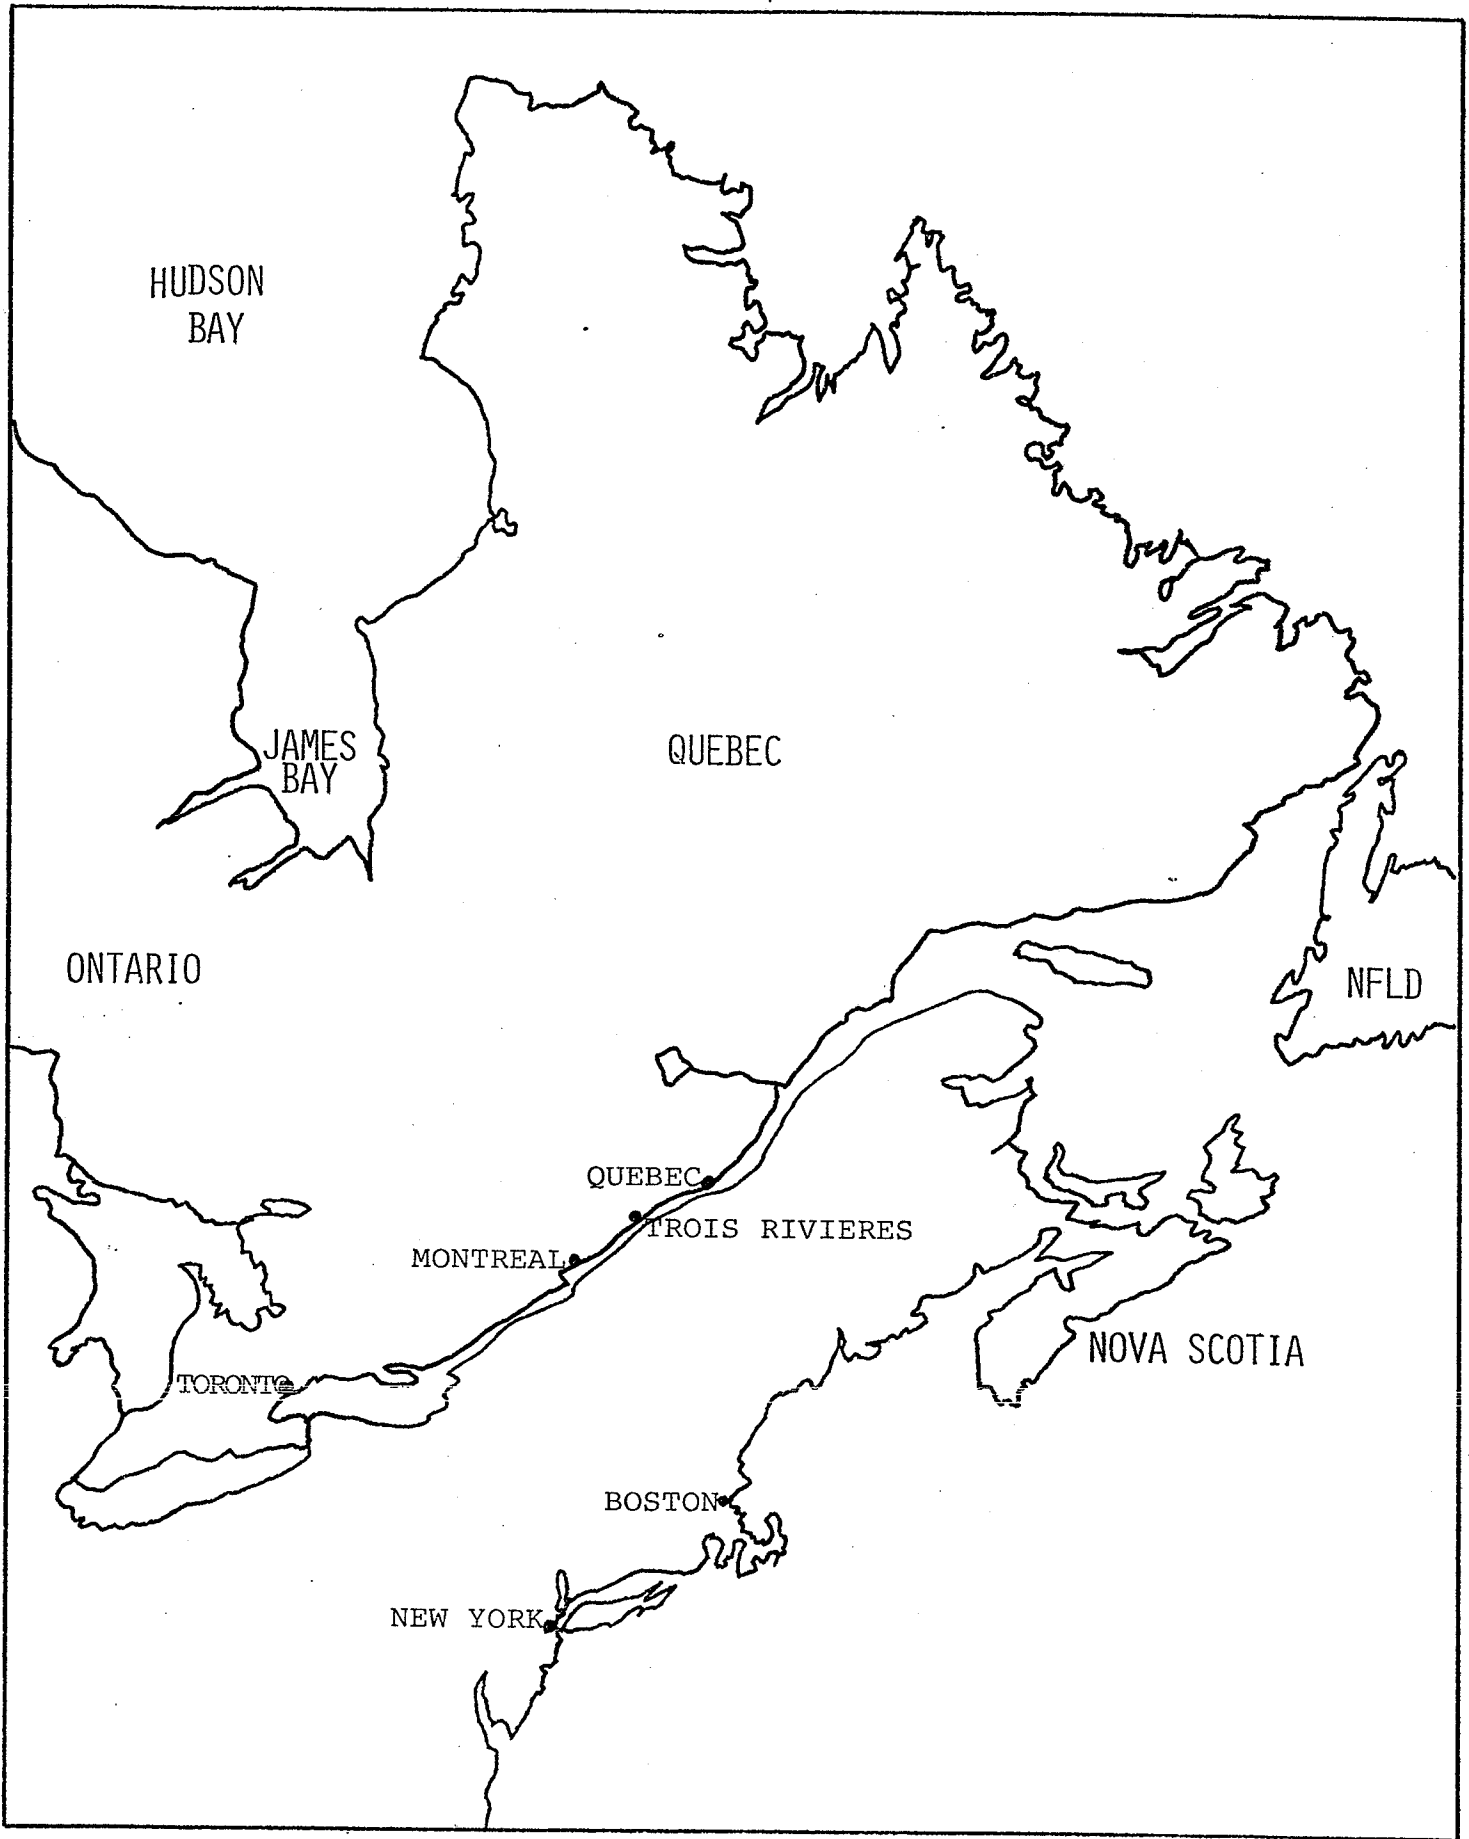 HUDSON
BAY
JAMES
BAY
QUEBEC
ONTARIO
NFLD
QUEBEC
TROIS RIVIERES
MONTREAL
NOVA SCOTIA
TORONTO
BOSTON
NEW YORK